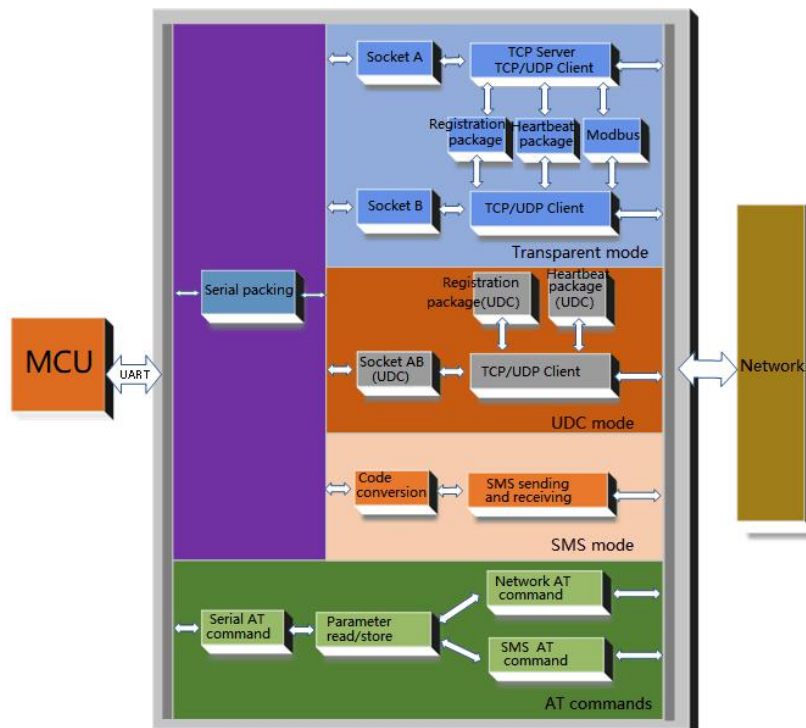 Socket A
TCP Server
TCP/UDP Client
Registration
package
Heartbeat
package
Modbus
Socket B
TCP/UDP Client
Transparent mode
Serial packing
Registration
package(UDC)
Heartbeat
package
(UDC)
MCU
UART
Socket AB
(UDC)
TCP/UDP Client
Network
UDC mode
Code
conversion
SMS sending
and receiving
SMS mode
Network AT
command
Serial AT
command
Parameter
read/store
SMS AT
command
AT commands